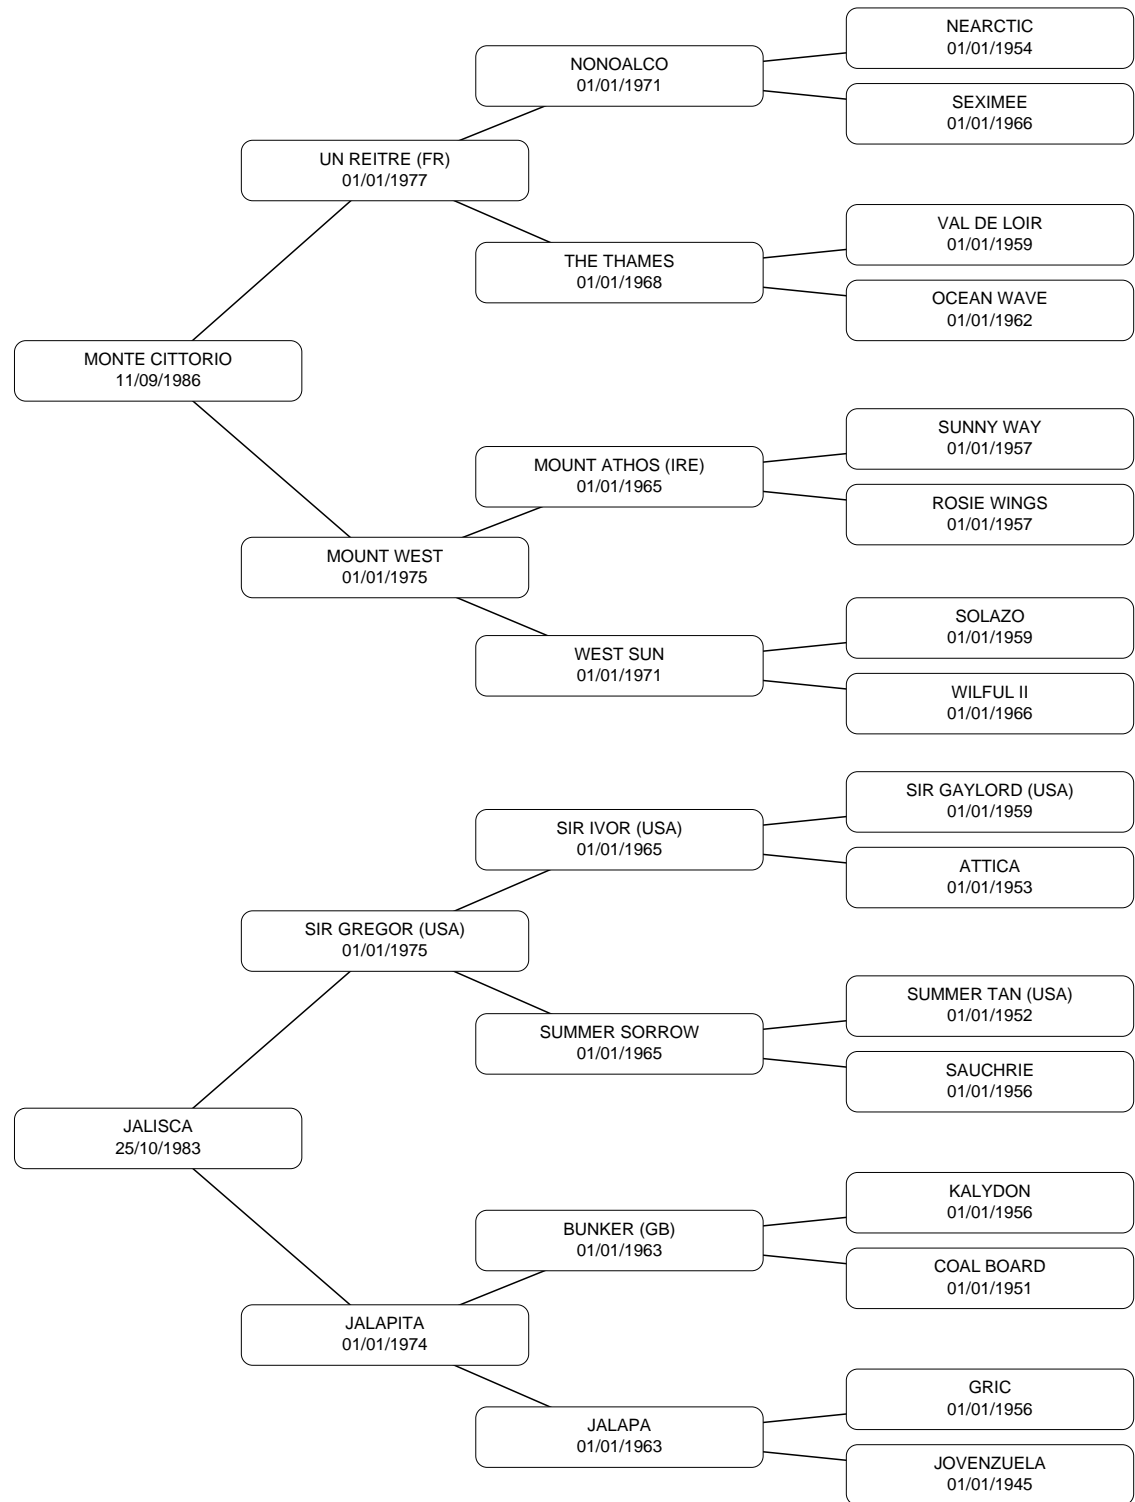 NEARCTIC
01/01/1954
NONOALCO
01/01/1971
SEXIMEE
01/01/1966
UN REITRE (FR)
01/01/1977
VAL DE LOIR
01/01/1959
THE THAMES
01/01/1968
OCEAN WAVE
01/01/1962
MONTE CITTORIO
11/09/1986
SUNNY WAY
01/01/1957
MOUNT ATHOS (IRE)
01/01/1965
ROSIE WINGS
01/01/1957
MOUNT WEST
01/01/1975
SOLAZO
01/01/1959
WEST SUN
01/01/1971
WILFUL II
01/01/1966
SIR GAYLORD (USA)
01/01/1959
SIR IVOR (USA)
01/01/1965
ATTICA
01/01/1953
SIR GREGOR (USA)
01/01/1975
SUMMER TAN (USA)
01/01/1952
SUMMER SORROW
01/01/1965
SAUCHRIE
01/01/1956
JALISCA
25/10/1983
KALYDON
01/01/1956
BUNKER (GB)
01/01/1963
COAL BOARD
01/01/1951
JALAPITA
01/01/1974
GRIC
01/01/1956
JALAPA
01/01/1963
JOVENZUELA
01/01/1945